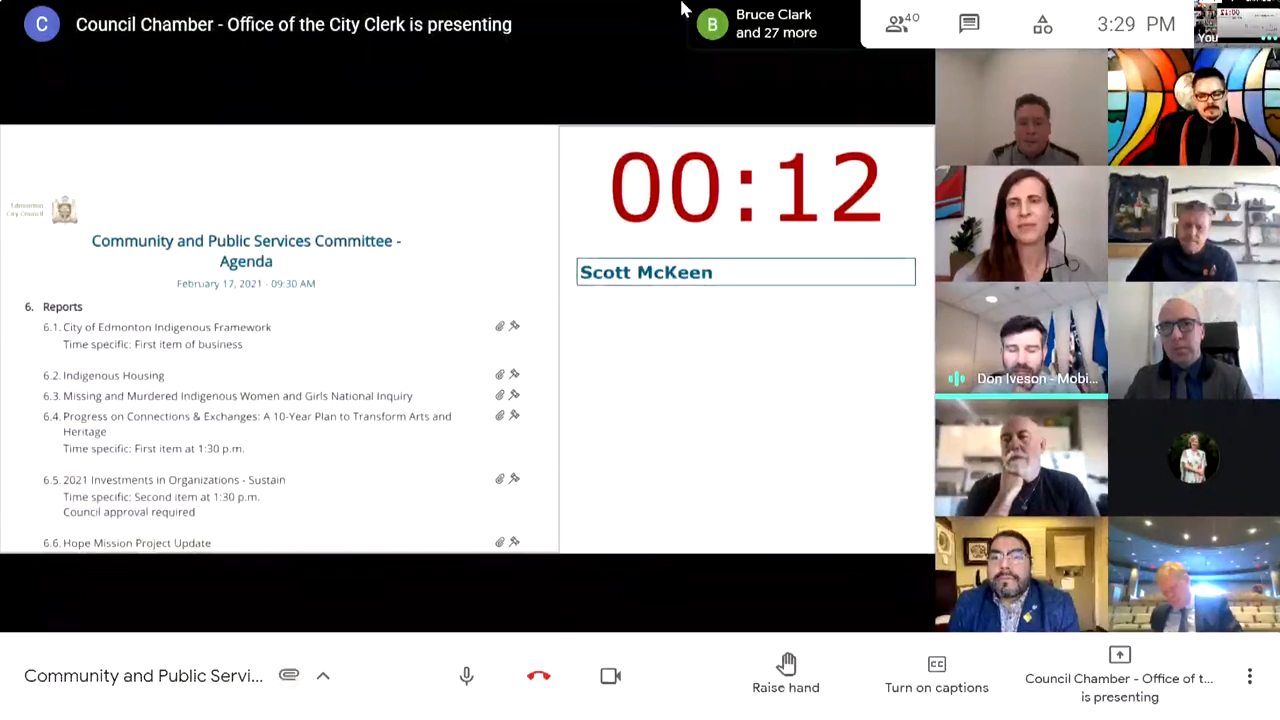 C
Council Chamber - Office of the City Clerk is presenting
B
Bruce Clark
and 27 more
40
3:29 PM
You
00:12
Scott McKeen
Edmonton
City Council
Community and Public Services Committee -
Agenda
February 17, 2021 - 09:30 AM
6. Reports
6.1. City of Edmonton Indigenous Framework
Time specific: First item of business
6.2. Indigenous Housing
6.3. Missing and Murdered Indigenous Women and Girls National Inquiry
6.4. Progress on Connections & Exchanges: A 10-Year Plan to Transform Arts and
Heritage
Time specific: First item at 1:30 p.m.
6.5. 2021 Investments in Organizations - Sustain
Time specific: Second item at 1:30 p.m.
Council approval required
6.6. Hope Mission Project Update
Don Iveson - Mobi...
Community and Public Servi...
Raise hand
CC
Turn on captions
Council Chamber - Office of t...
is presenting